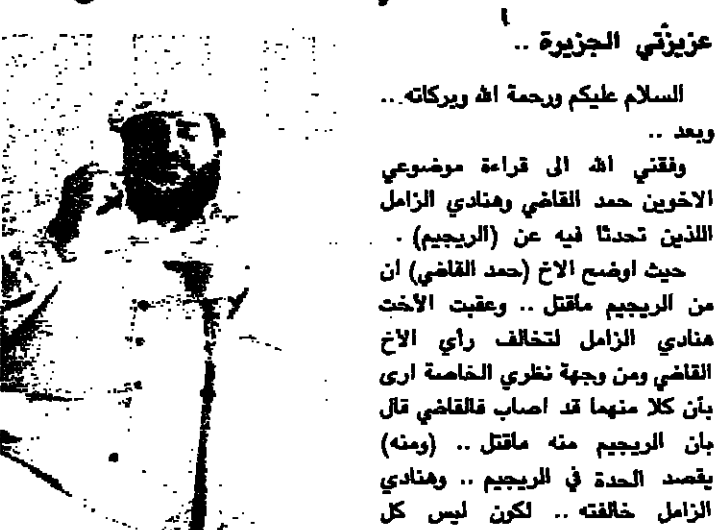 عزيزتي الجزيرة ..
السلام عليكم ورحمة الله وبركاته ..
وبعد ..
وفقني الله الى قراءة موضوعي
الاخوين حمد القاضي وهنادي الزامل
اللذين تحدثا فيه عن (الريجيم) .
حيث اوضح الاخ (حمد القاضي) ان
من الريجيم ماقتل .. وعقبت الأخت
هنادي الزامل لتخالف رأي الأخ
القاضي ومن وجهة نظري الخاصة ارى
بأن كلا منهما قد اصاب فالقاضي قال
بان الريجيم منه ماقتل .. (ومنه)
يقصد الحدة في الريجيم .. وهنادي
الزامل خالفته .. لكون ليس كل